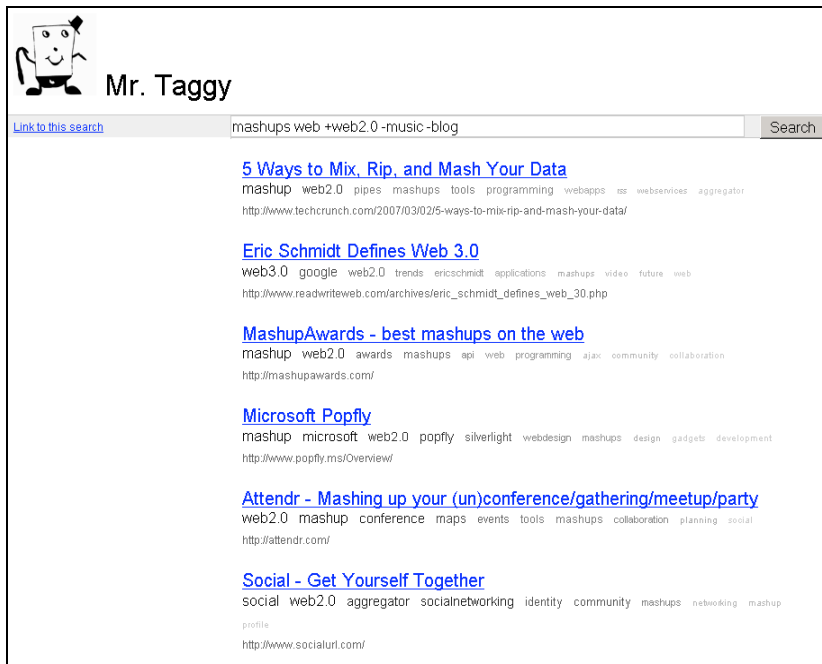 Mr. Taggy
Link to this search
mashups web +web2.0 -music -blog
Search
5 Ways to Mix, Rip, and Mash Your Data
mashup web2.0 pipes mashups tools programming webapps rss webservices aggregator
http://www.techcrunch.com/2007/03/02/5-ways-to-mix-rip-and-mash-your-data/
Eric Schmidt Defines Web 3.0
web3.0 google web2.0 trends ericschmidt applications mashups video future web
http://www.readwriteweb.com/archives/eric_schmidt_defines_web_30.php
MashupAwards - best mashups on the web
mashup web2.0 awards mashups api web programming ajax community collaboration
http://mashupawards.com/
Microsoft Popfly
mashup microsoft web2.0 popfly silverlight webdesign mashups design gadgets development
http://www.popfly.ms/Overview/
Attendr - Mashing up your (un)conference/gathering/meetup/party
web2.0 mashup conference maps events tools mashups collaboration planning social
http://attendr.com/
Social - Get Yourself Together
social web2.0 aggregator socialnetworking identity community mashups networking mashup
profile
http://www.socialurl.com/